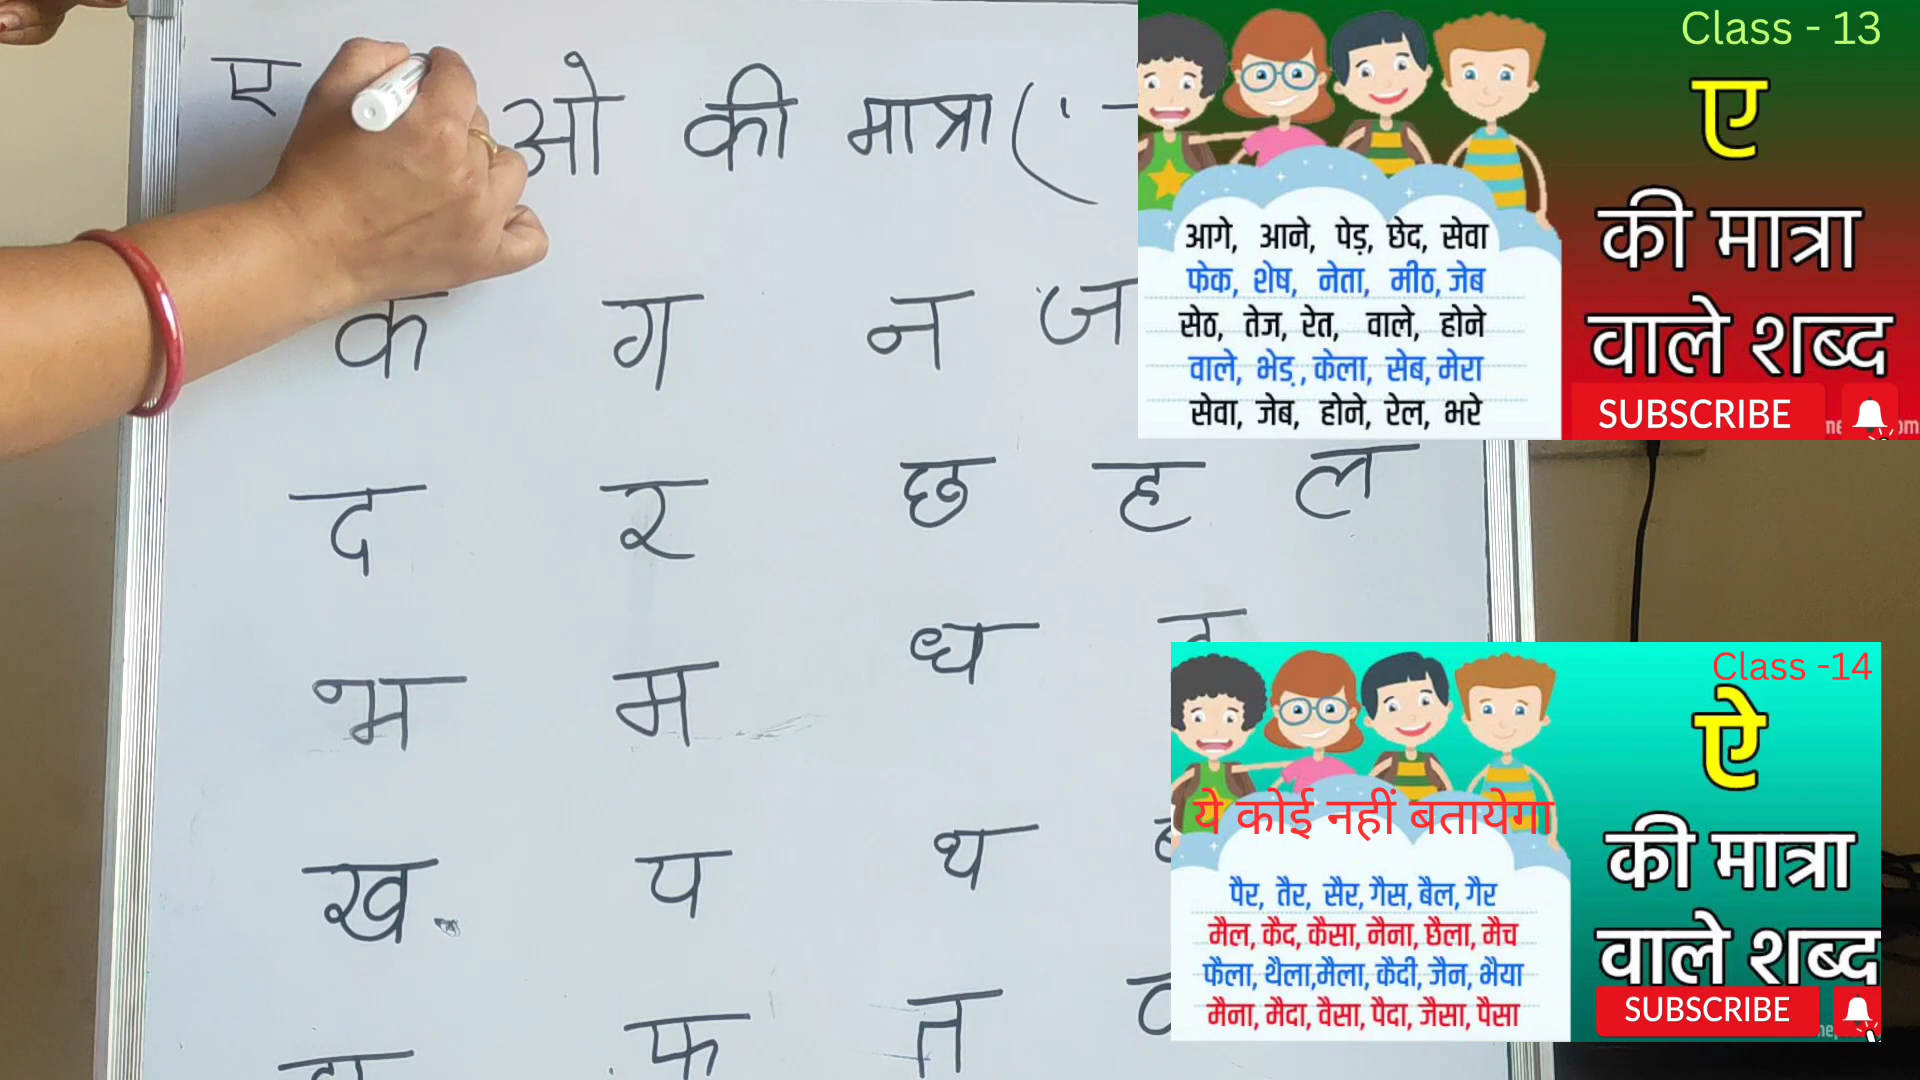 ए ओ की मात्रा (
क ग न ज
द र छ ह ल
भ म ध
ख य थ
फ त
Class - 13
ए
की मात्रा
वाले शब्द
आगे, आने, पेड़, छेद, सेवा
फेक, शेष, नेता, मीठ, जेब
सेठ, तेज, रेत, वाले, होने
वाले, भेड़, केला, सेब, मेरा
सेवा, जेब, होने, रेल, भरे
SUBSCRIBE
Class -14
ऐ
की मात्रा
वाले शब्द
ये कोई नहीं बतायेगा
पैर, तैर, सैर, गैस, बैल, गैर
मैल, कैद, कैसा, नैना, छैला, मैच
फैला, थैला, मैला, कैदी, जैन, भैया
मैना, मैदा, वैसा, पैदा, जैसा, पैसा
SUBSCRIBE